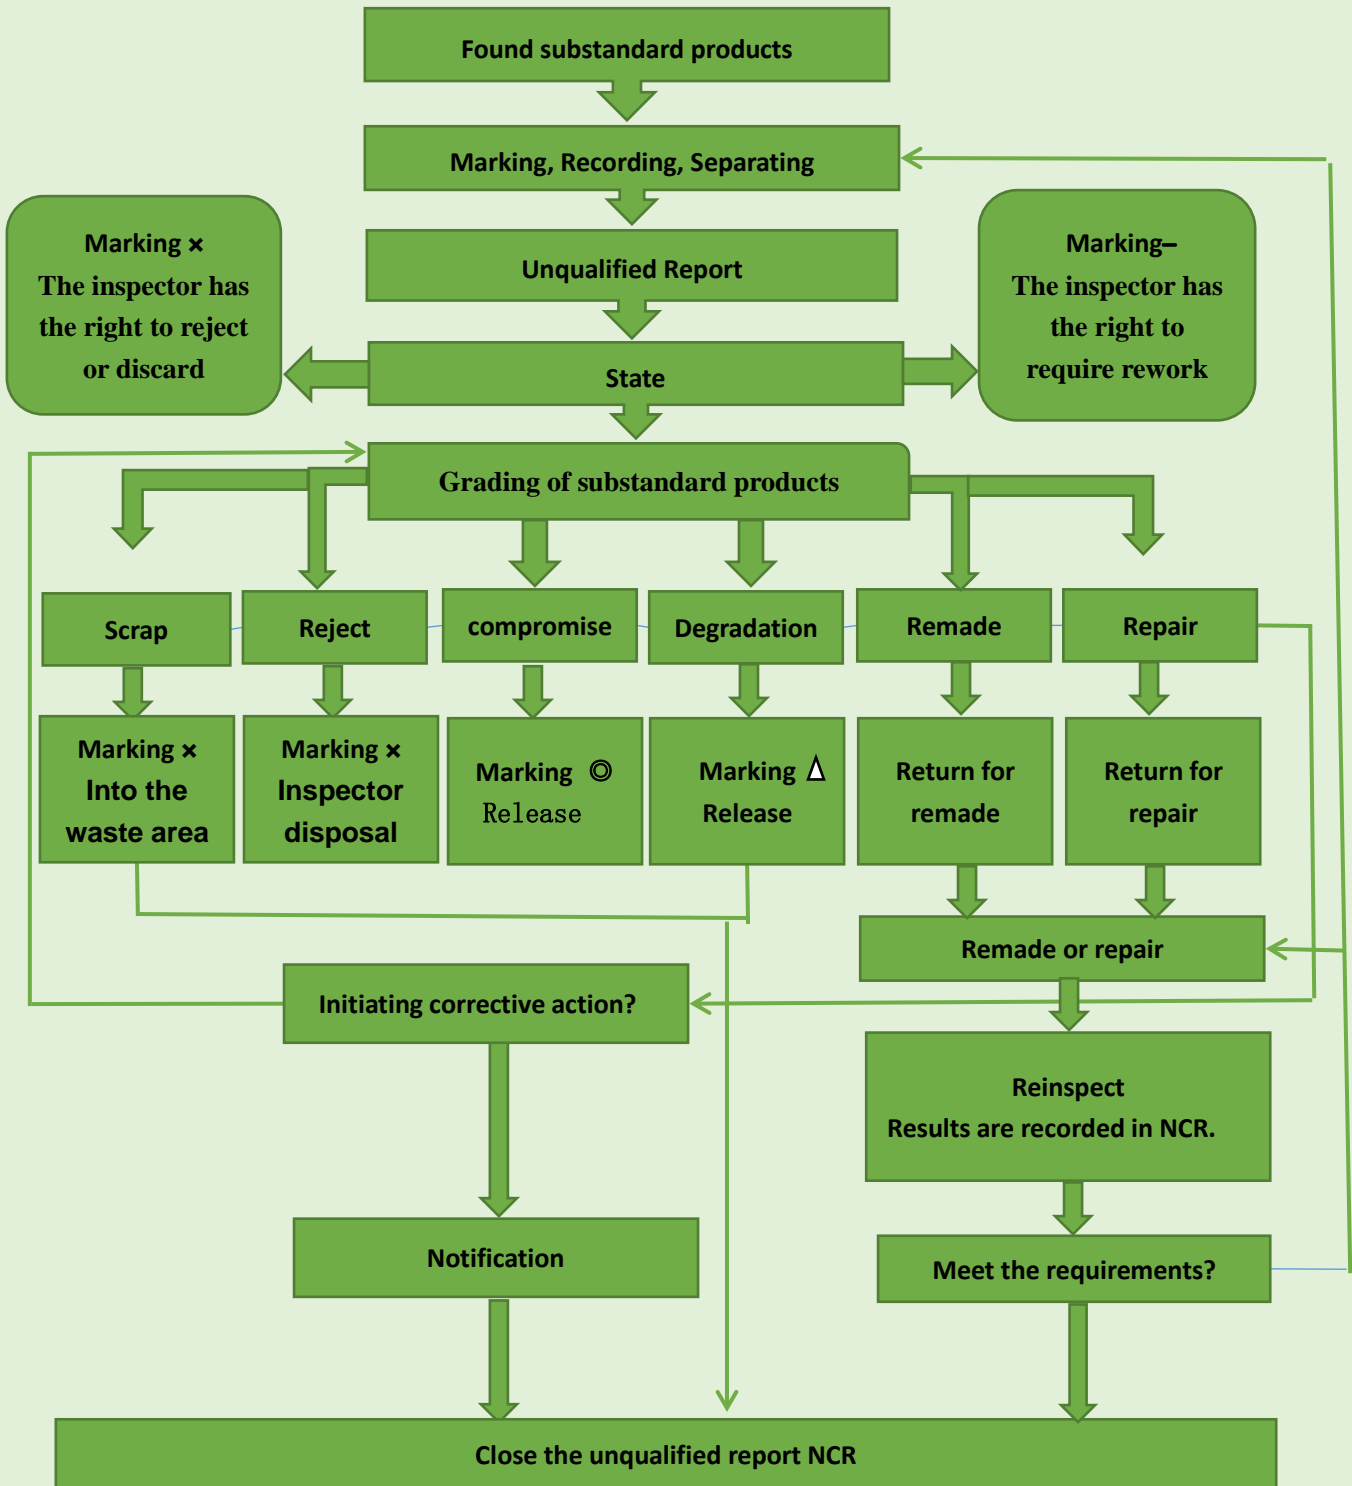 Found substandard products
Marking, Recording, Separating
Marking ×
The inspector has
the right to reject
or discard
Unqualified Report
Marking–
The inspector has
the right to
require rework
State
Grading of substandard products
Scrap
Reject
compromise
Degradation
Remade
Repair
Marking ×
Into the
waste area
Marking ×
Inspector
disposal
Marking ◎
Release
Marking △
Release
Return for
remade
Return for
repair
Remade or repair
Initiating corrective action?
Reinspect
Results are recorded in NCR.
Notification
Meet the requirements?
Close the unqualified report NCR